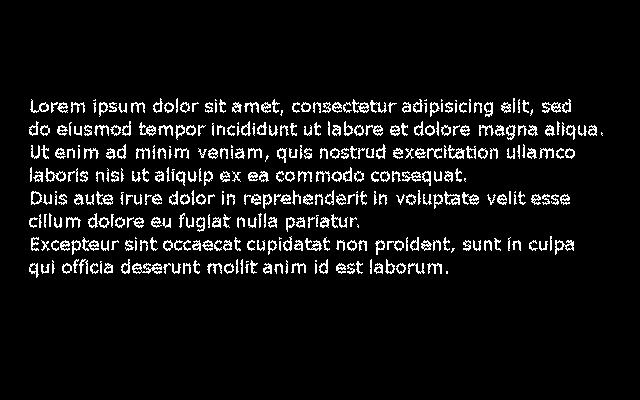 Lorem ipsum dolor sit amet, consectetur adipisicing elit, sed
do eiusmod tempor incididunt ut labore et dolore magna aliqua.
Ut enim ad minim veniam, quis nostrud exercitation ullamco
laboris nisi ut aliquip ex ea commodo consequat.
Duis aute irure dolor in reprehenderit in voluptate velit esse
cillum dolore eu fugiat nulla pariatur.
Excepteur sint occaecat cupidatat non proident, sunt in culpa
qui officia deserunt mollit anim id est laborum.